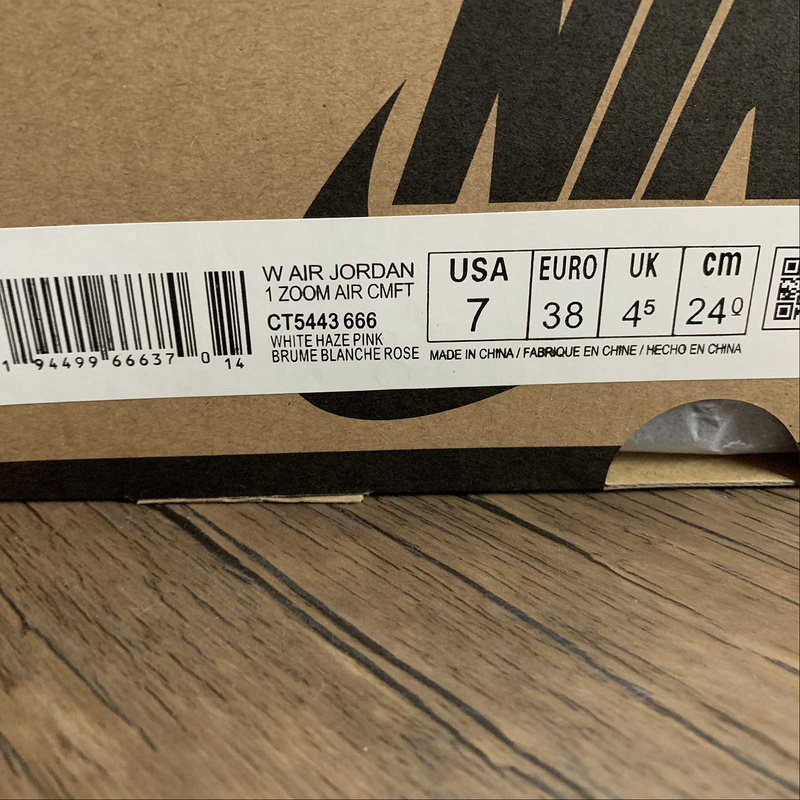 NIK
W AIR JORDAN
1 ZOOM AIR CMFT
CT5443 666
WHITE HAZE PINK
BRUME BLANCHE ROSE
USA EURO UK cm
7 38 4⁵ 24⁰
MADE IN CHINA / FABRIQUE EN CHINE / HECHO EN CHINA
1 94499 66637 0 14